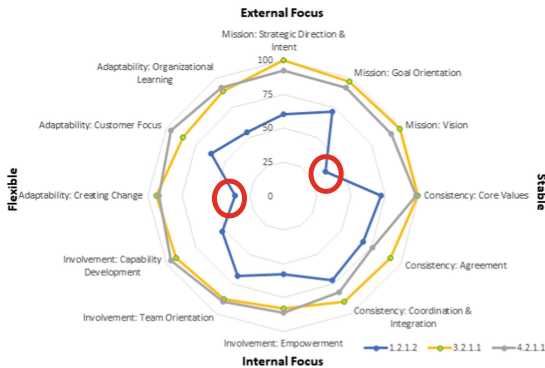 External Focus
Mission: Strategic Direction &
Intent
Adaptability: Organizational
Learning
Mission: Goal Orientation
Adaptability: Customer Focus
Mission: Vision
Flexible
Adaptability: Creating Change
Consistency: Core Values
Stable
Involvement: Capability
Development
Consistency: Agreement
Involvement: Team Orientation
Consistency: Coordination &
Integration
Involvement: Empowerment
Internal Focus
100
75
50
25
0
1.2.1.2
3.2.1.1
4.2.1.1